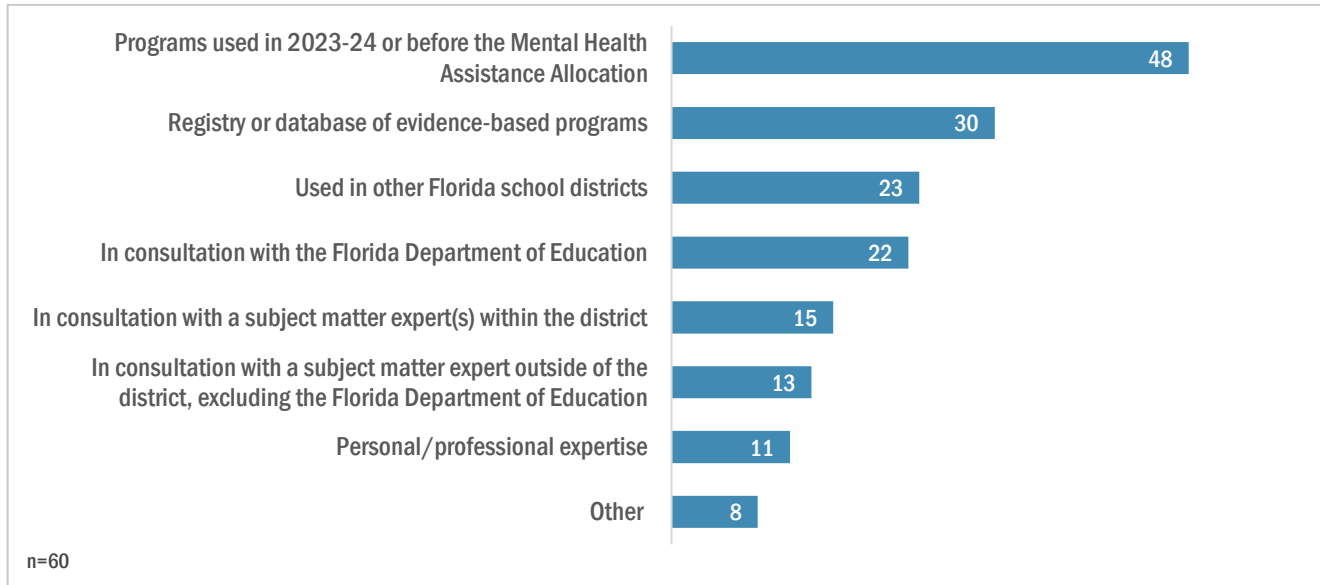 Programs used in 2023-24 or before the Mental Health
Assistance Allocation
48
Registry or database of evidence-based programs
30
Used in other Florida school districts
23
In consultation with the Florida Department of Education
22
In consultation with a subject matter expert(s) within the district
15
In consultation with a subject matter expert outside of the
district, excluding the Florida Department of Education
13
Personal/professional expertise
11
Other
8
n=60